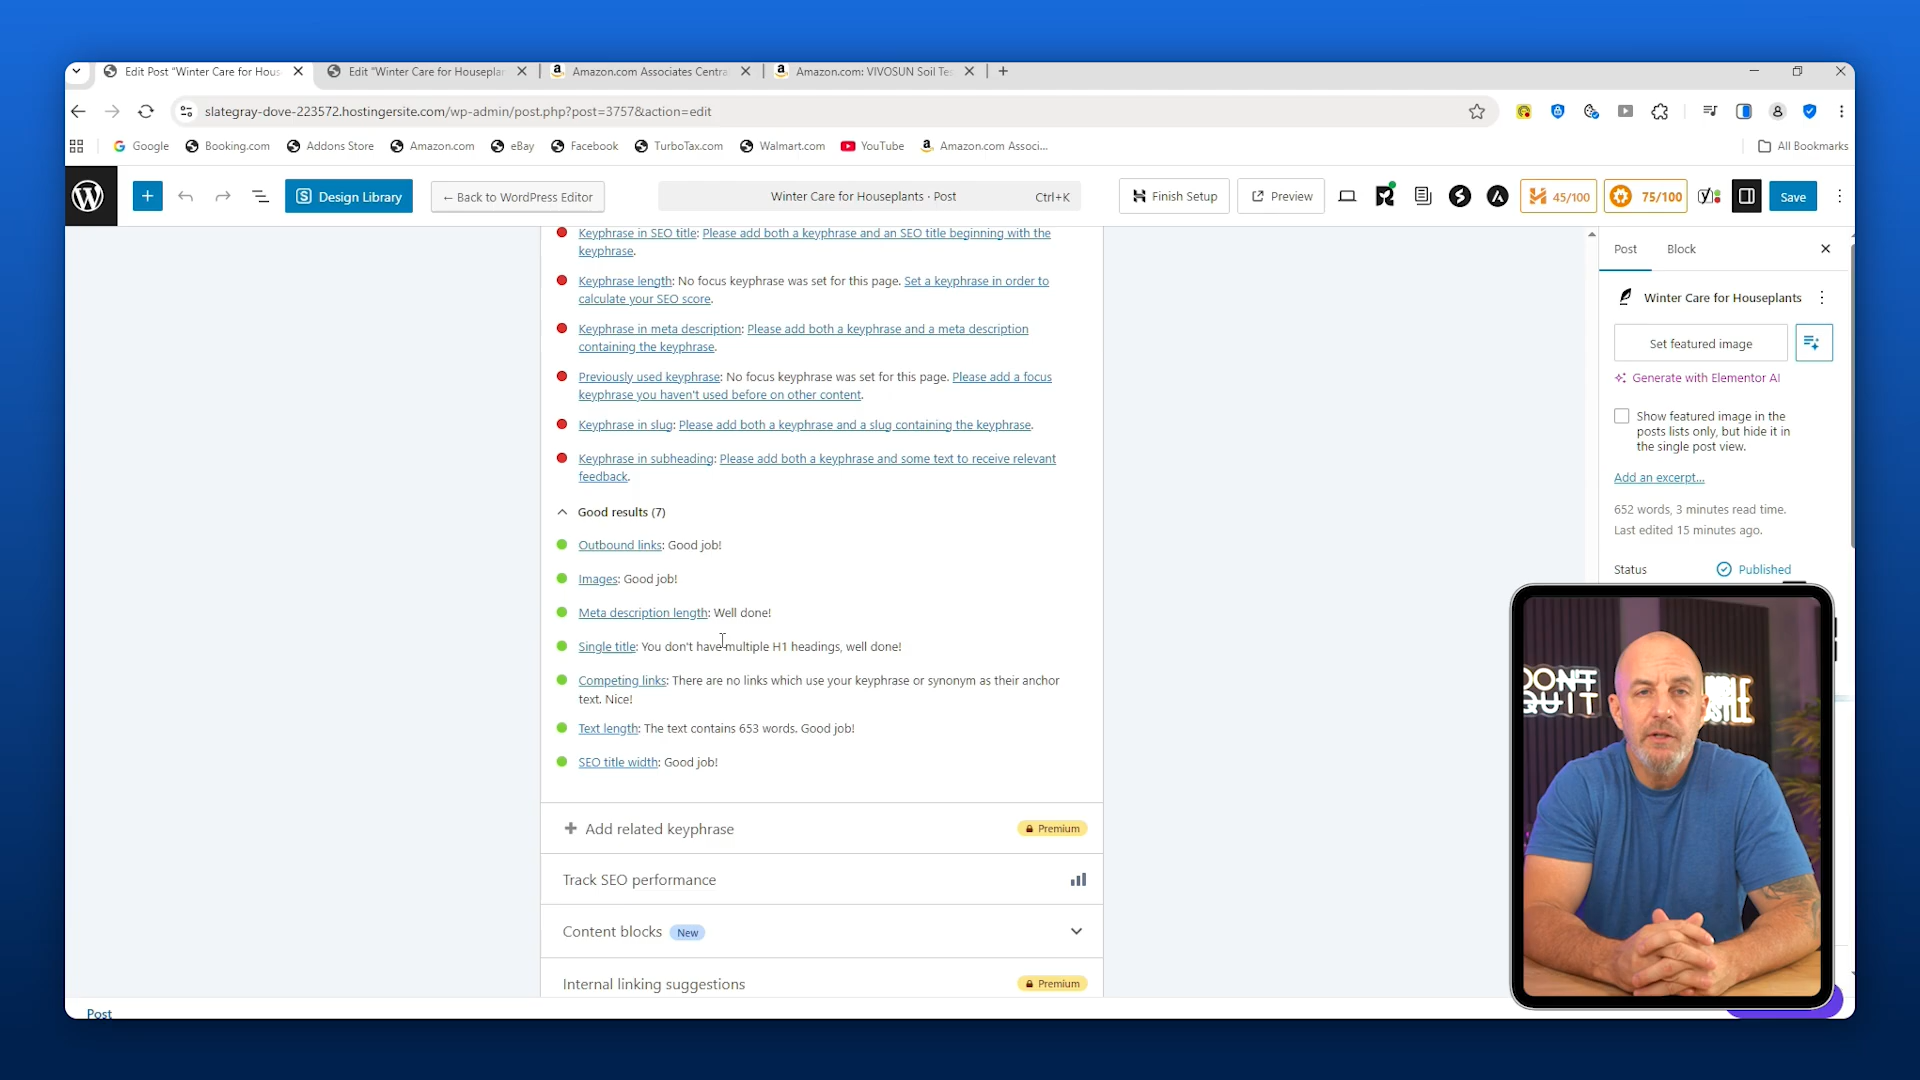 Edit Post "Winter Care for Hous
Edit "Winter Care for Houseplan
Amazon.com Associates Centra
Amazon.com: VIVOSUN Soil Te
slategray-dove-223572.hostingersite.com/wp-admin/post.php?post=3757&action=edit
Google
Booking.com
Addons Store
Amazon.com
eBay
Facebook
TurboTax.com
Walmart.com
YouTube
Amazon.com Associ...
All Bookmarks
Design Library
← Back to WordPress Editor
Winter Care for Houseplants · Post
Ctrl+K
Finish Setup
Preview
45/100
75/100
Save
Keyphrase in SEO title: Please add both a keyphrase and an SEO title beginning with the
keyphrase.
Keyphrase length: No focus keyphrase was set for this page. Set a keyphrase in order to
calculate your SEO score.
Keyphrase in meta description: Please add both a keyphrase and a meta description
containing the keyphrase.
Previously used keyphrase: No focus keyphrase was set for this page. Please add a focus
keyphrase you haven't used before on other content.
Keyphrase in slug: Please add both a keyphrase and a slug containing the keyphrase.
Keyphrase in subheading: Please add both a keyphrase and some text to receive relevant
feedback.
Good results (7)
Outbound links: Good job!
Images: Good job!
Meta description length: Well done!
Single title: You don't have multiple H1 headings, well done!
Competing links: There are no links which use your keyphrase or synonym as their anchor
text. Nice!
Text length: The text contains 653 words. Good job!
SEO title width: Good job!
Add related keyphrase
Premium
Track SEO performance
Content blocks
New
Internal linking suggestions
Premium
Post
Post
Block
Winter Care for Houseplants
Set featured image
Generate with Elementor AI
Show featured image in the
posts lists only, but hide it in
the single post view.
Add an excerpt...
652 words, 3 minutes read time.
Last edited 15 minutes ago.
Status
Published
DON'T
QUIT